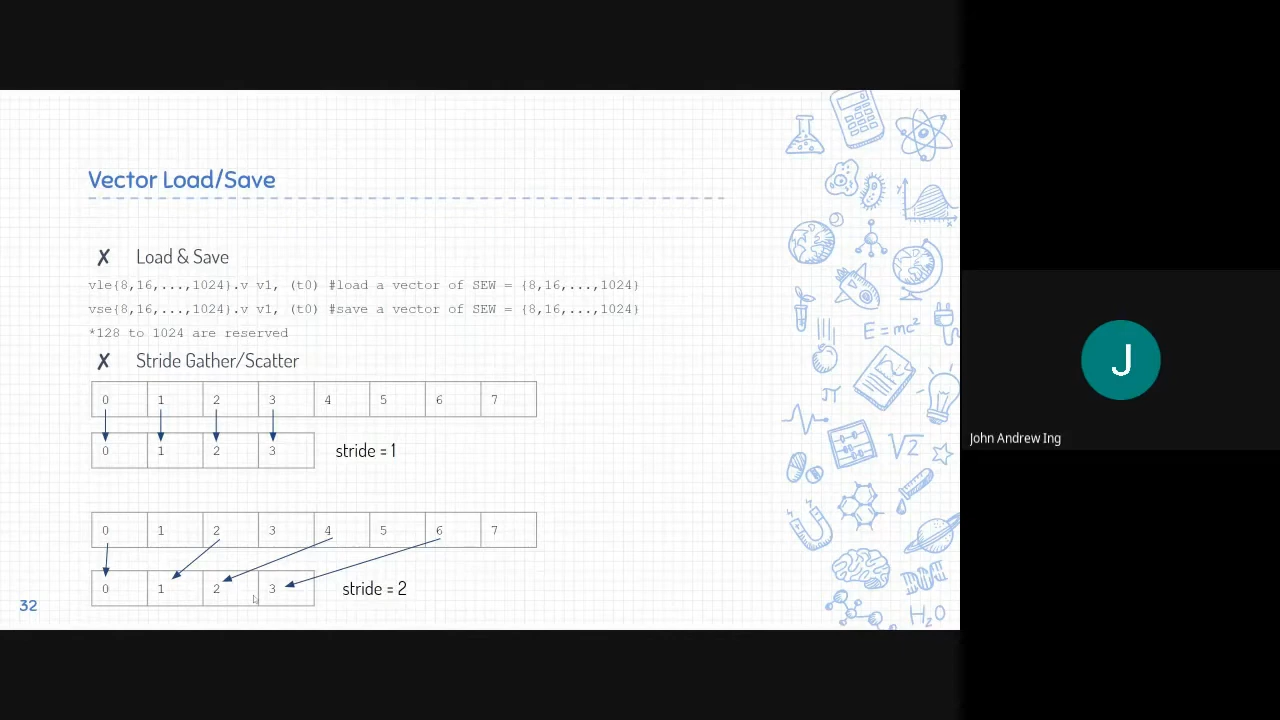 Vector Load/Save
✗ Load & Save
vle{8,16,...,1024}.v v1, (t0) #load a vector of SEW = {8,16,...,1024)
vse{8,16,...,1024}.v v1, (t0) #save a vector of SEW = {8,16,...,1024)
*128 to 1024 are reserved
✗ Stride Gather/Scatter
0 1 2 3 4 5 6 7
0 1 2 3 stride = 1
0 1 2 3 4 5 6 7
0 1 2 3 stride = 2
32
Y
X
E = mc²
π
√2
H₂O
J
John Andrew Ing